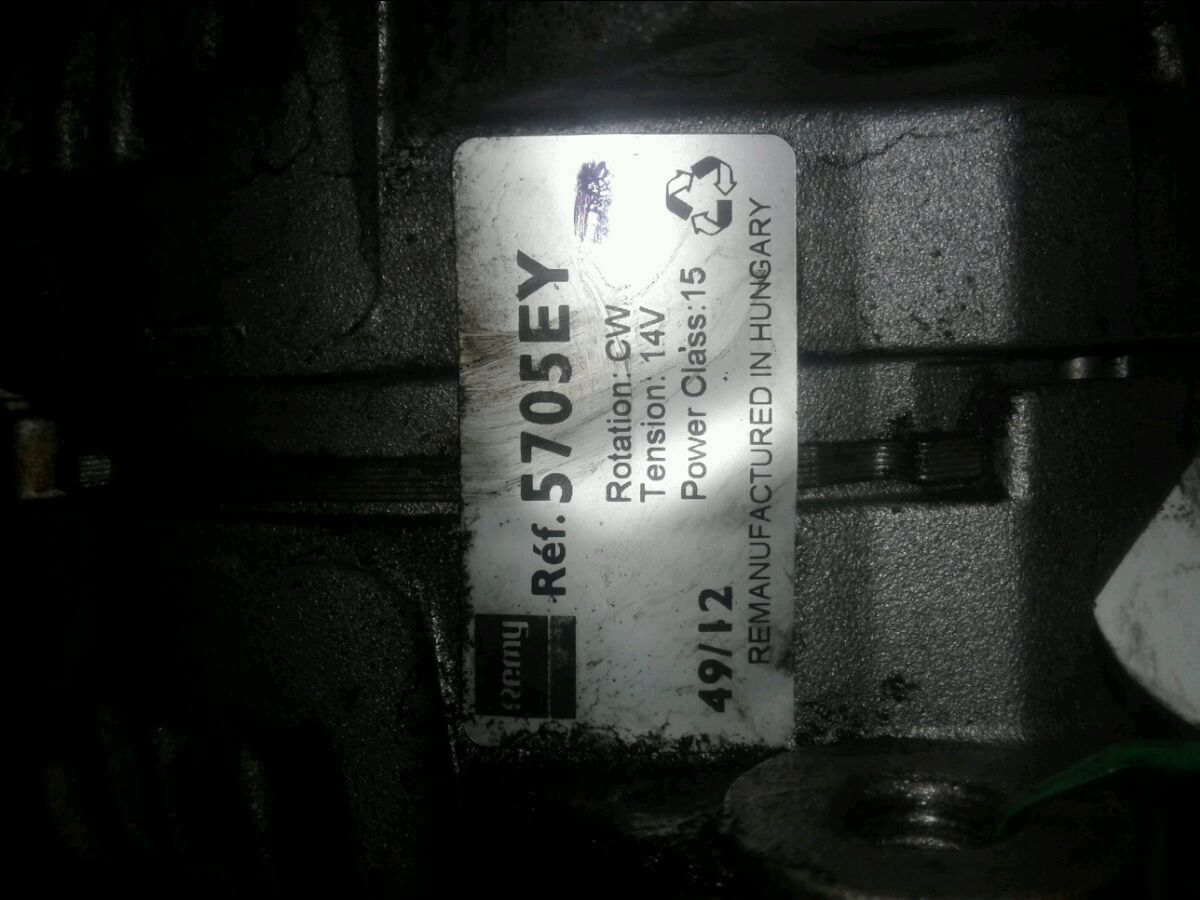 Remy
Réf. 5705EY
Rotation: CW
Tension: 14V
Power Class:15
49/12
REMANUFACTURED IN HUNGARY